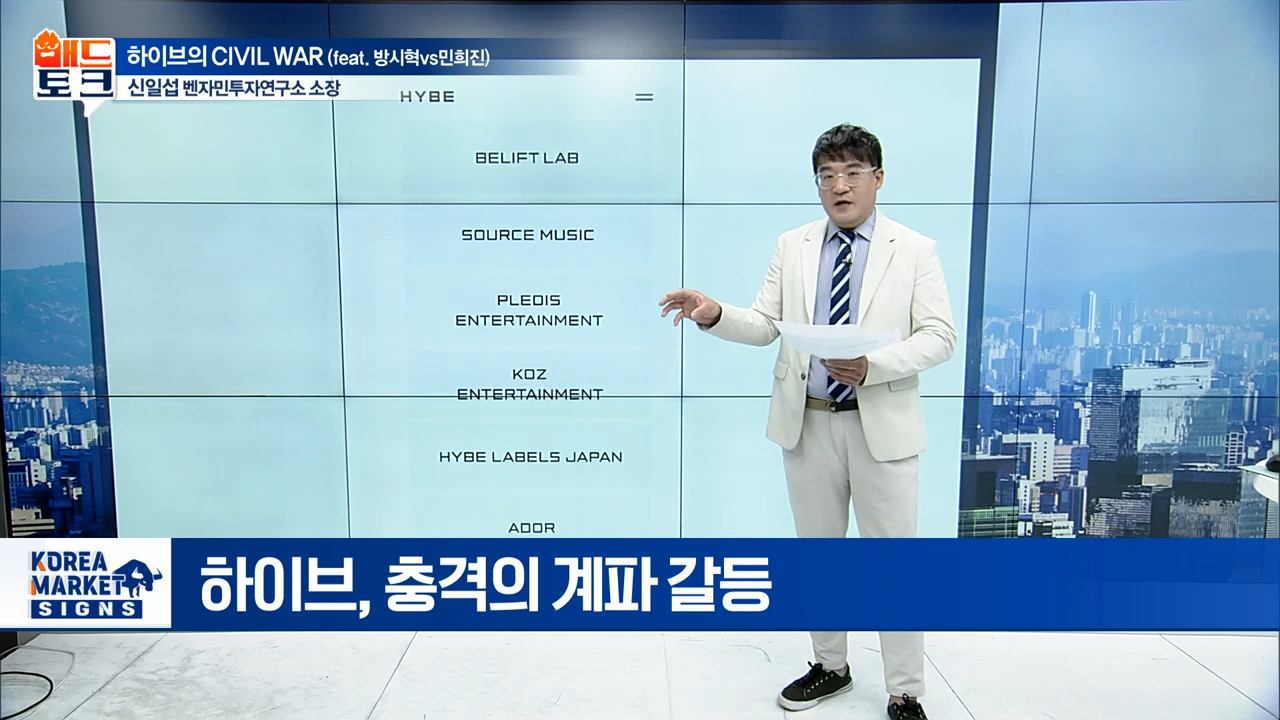 매드
토크
하이브의 CIVIL WAR (feat. 방시혁vs민희진)
신일섭 벤자민투자연구소 소장
HYBE
BELIFT LAB
SOURCE MUSIC
PLEDIS
ENTERTAINMENT
KOZ
ENTERTAINMENT
HYBE LABELS JAPAN
ADOR
KOREA
MARKET
SIGNS
하이브, 충격의 계파 갈등